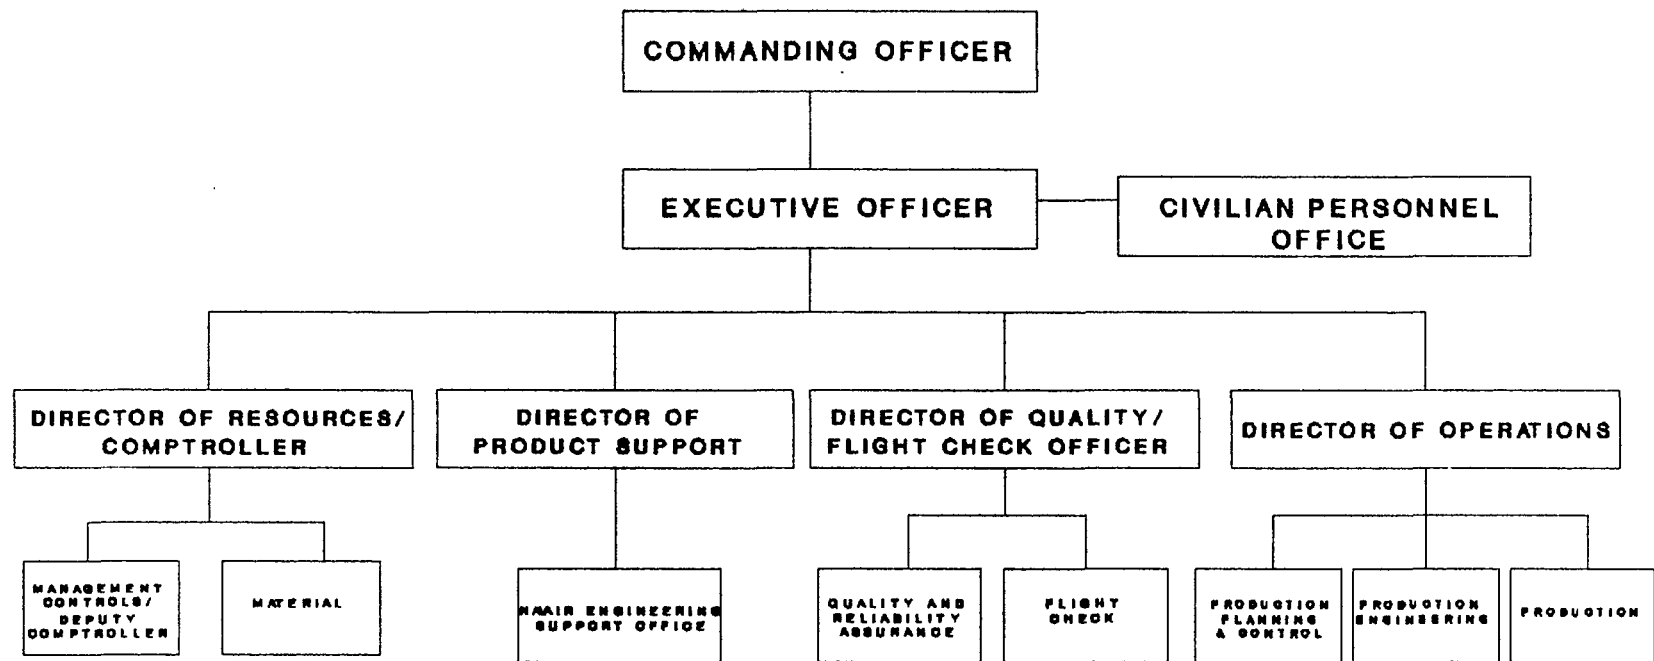 COMMANDING OFFICER
EXECUTIVE OFFICER
CIVILIAN PERSONNEL
OFFICE
DIRECTOR OF RESOURCES/
COMPTROLLER
DIRECTOR OF
PRODUCT SUPPORT
DIRECTOR OF QUALITY/
FLIGHT CHECK OFFICER
DIRECTOR OF OPERATIONS
MANAGEMENT
CONTROLS/
DEPUTY
COMPTROLLER
MATERIAL
ENGINEERING
SUPPORT OFFICE
QUALITY AND
RELIABILITY
ASSURANCE
FLIGHT
CHECK
PRODUCTION
PLANNING
& CONTROL
PRODUCTION
ENGINEERING
PRODUCTION